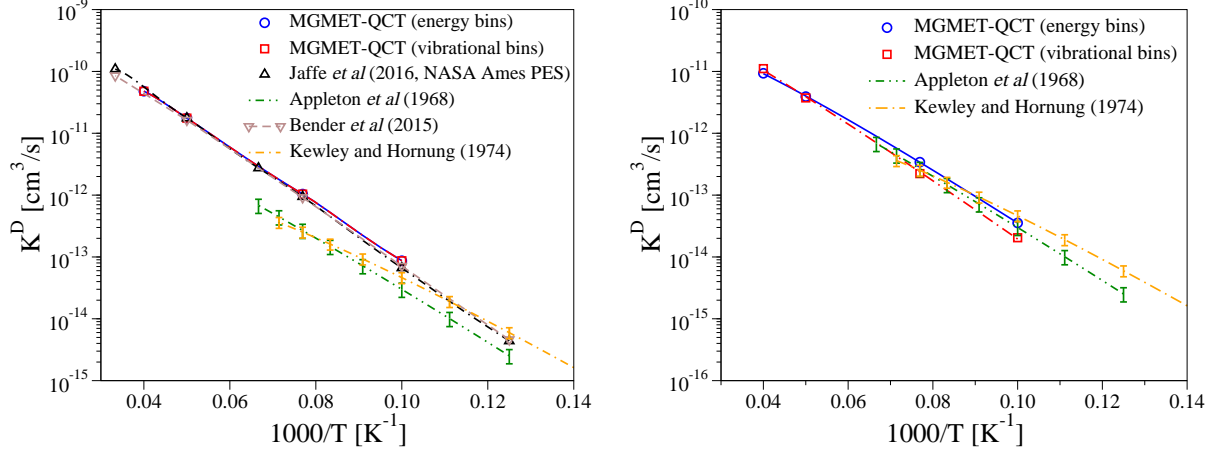 10^-9
10^-10
10^-11
10^-12
10^-13
10^-14
10^-15
K^D [cm^3/s]
MGMET-QCT (energy bins)
MGMET-QCT (vibrational bins)
Jaffe et al (2016, NASA Ames PES)
Appleton et al (1968)
Bender et al (2015)
Kewley and Hornung (1974)
0.04 0.06 0.08 0.10 0.12 0.14
1000/T [K^-1]
10^-10
10^-11
10^-12
10^-13
10^-14
10^-15
10^-16
K^D [cm^3/s]
MGMET-QCT (energy bins)
MGMET-QCT (vibrational bins)
Appleton et al (1968)
Kewley and Hornung (1974)
0.04 0.06 0.08 0.10 0.12 0.14
1000/T [K^-1]